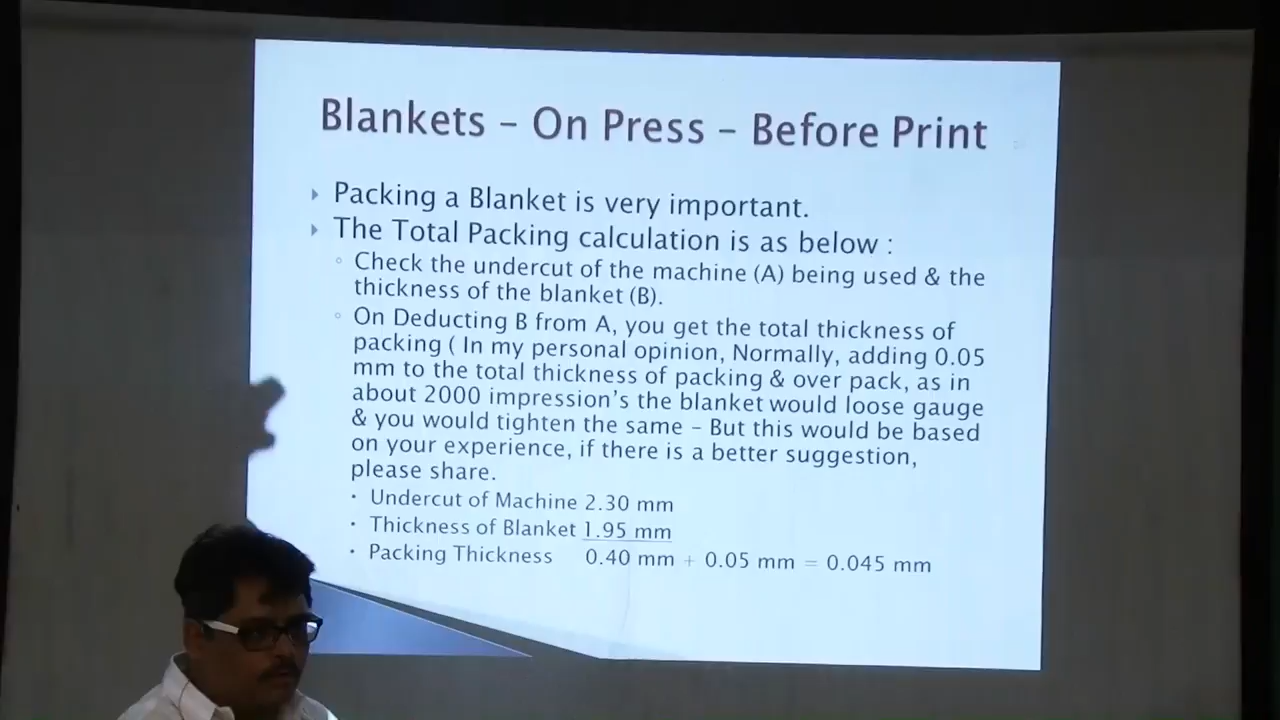 Blankets – On Press – Before Print
Packing a Blanket is very important.
The Total Packing calculation is as below :
Check the undercut of the machine (A) being used & the
thickness of the blanket (B).
On Deducting B from A, you get the total thickness of
packing ( In my personal opinion, Normally, adding 0.05
mm to the total thickness of packing & over pack, as in
about 2000 impression's the blanket would loose gauge
& you would tighten the same – But this would be based
on your experience, if there is a better suggestion,
please share.
Undercut of Machine 2.30 mm
Thickness of Blanket 1.95 mm
Packing Thickness 0.40 mm + 0.05 mm = 0.045 mm